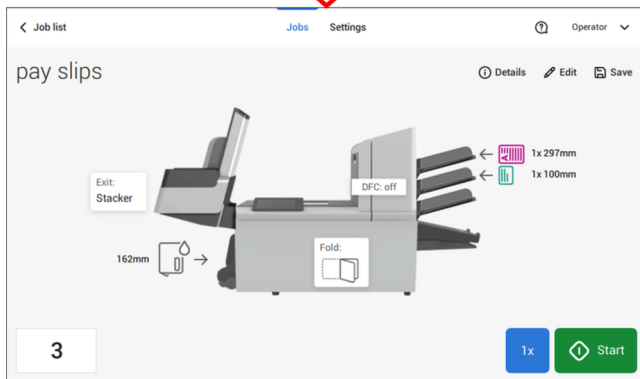 Job list
Jobs
Settings
Operator
pay slips
Details
Edit
Save
1x 297mm
1x 100mm
DFC: off
Exit:
Stacker
Fold:
162mm
3
1x
Start